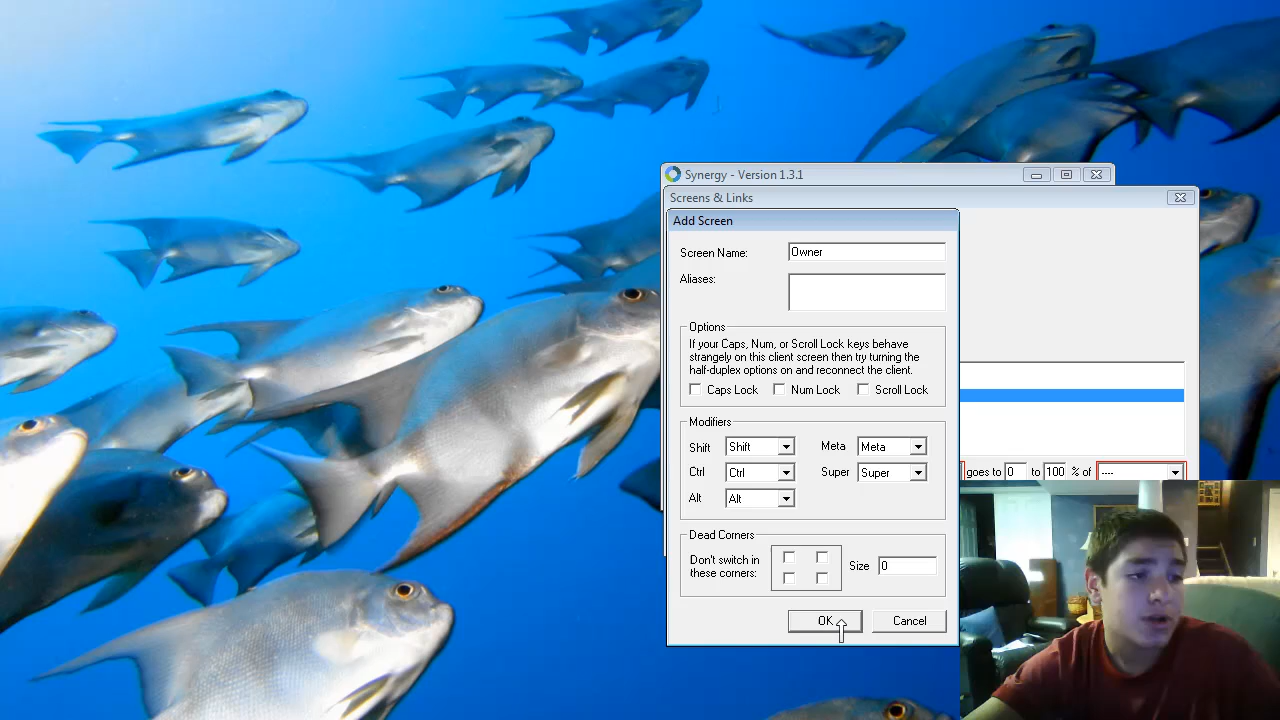 Synergy - Version 1.3.1
Screens & Links
Add Screen
Screen Name: Owner
Aliases:
Options
If your Caps, Num, or Scroll Lock keys behave
strangely on this client screen then try turning the
half-duplex options on and reconnect the client.
Caps Lock Num Lock Scroll Lock
Modifiers
Shift Shift Meta Meta
Ctrl Ctrl Super Super
Alt Alt
goes to 0 to 100 % of ----
Dead Corners
Don't switch in
these corners:
Size 0
OK Cancel